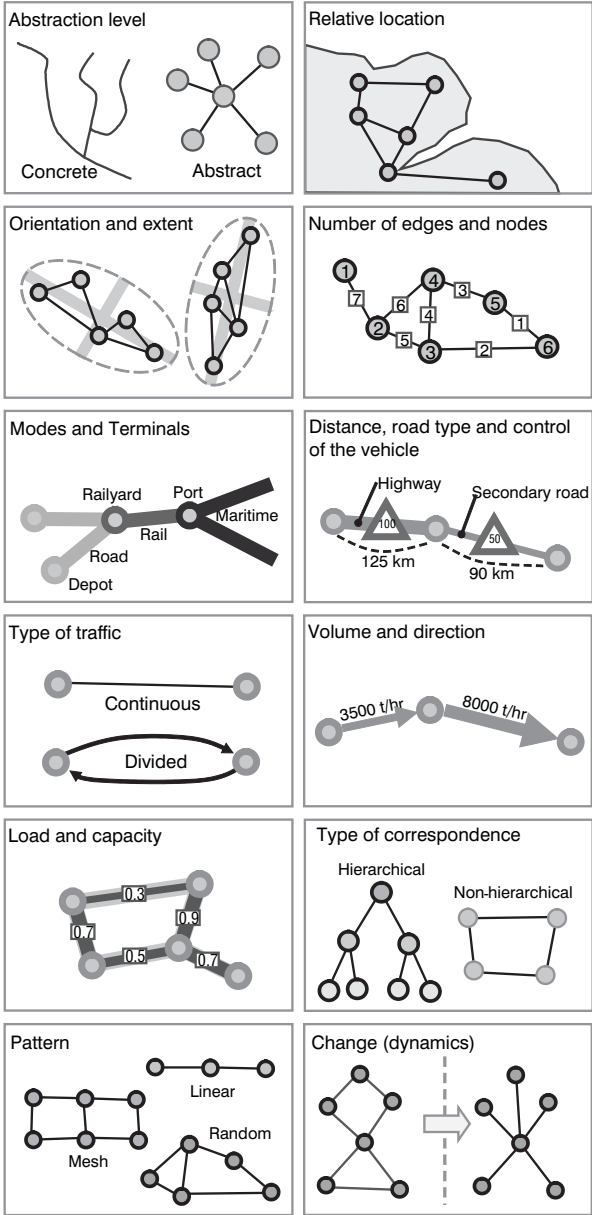 Abstraction level
Concrete
Abstract
Relative location
Orientation and extent
Number of edges and nodes
1
7
2
6
4
3
5
4
5
3
1
2
6
Modes and Terminals
Railyard
Port
Maritime
Rail
Road
Depot
Distance, road type and control
of the vehicle
Highway
Secondary road
100
50
125 km
90 km
Type of traffic
Continuous
Divided
Volume and direction
3500 t/hr
8000 t/hr
Load and capacity
0.3
0.7
0.9
0.5
0.7
Type of correspondence
Hierarchical
Non-hierarchical
Pattern
Linear
Mesh
Random
Change (dynamics)